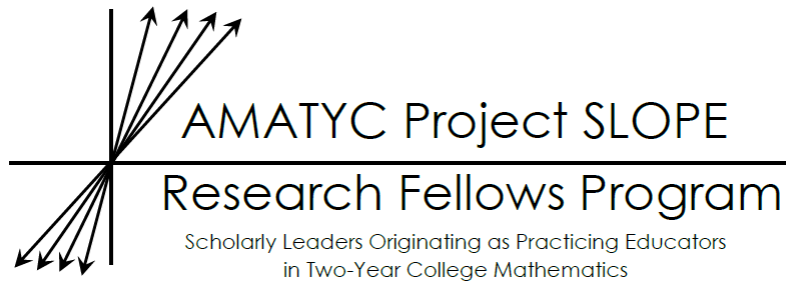 AMATYC Project SLOPE
Research Fellows Program
Scholarly Leaders Originating as Practicing Educators
in Two-Year College Mathematics